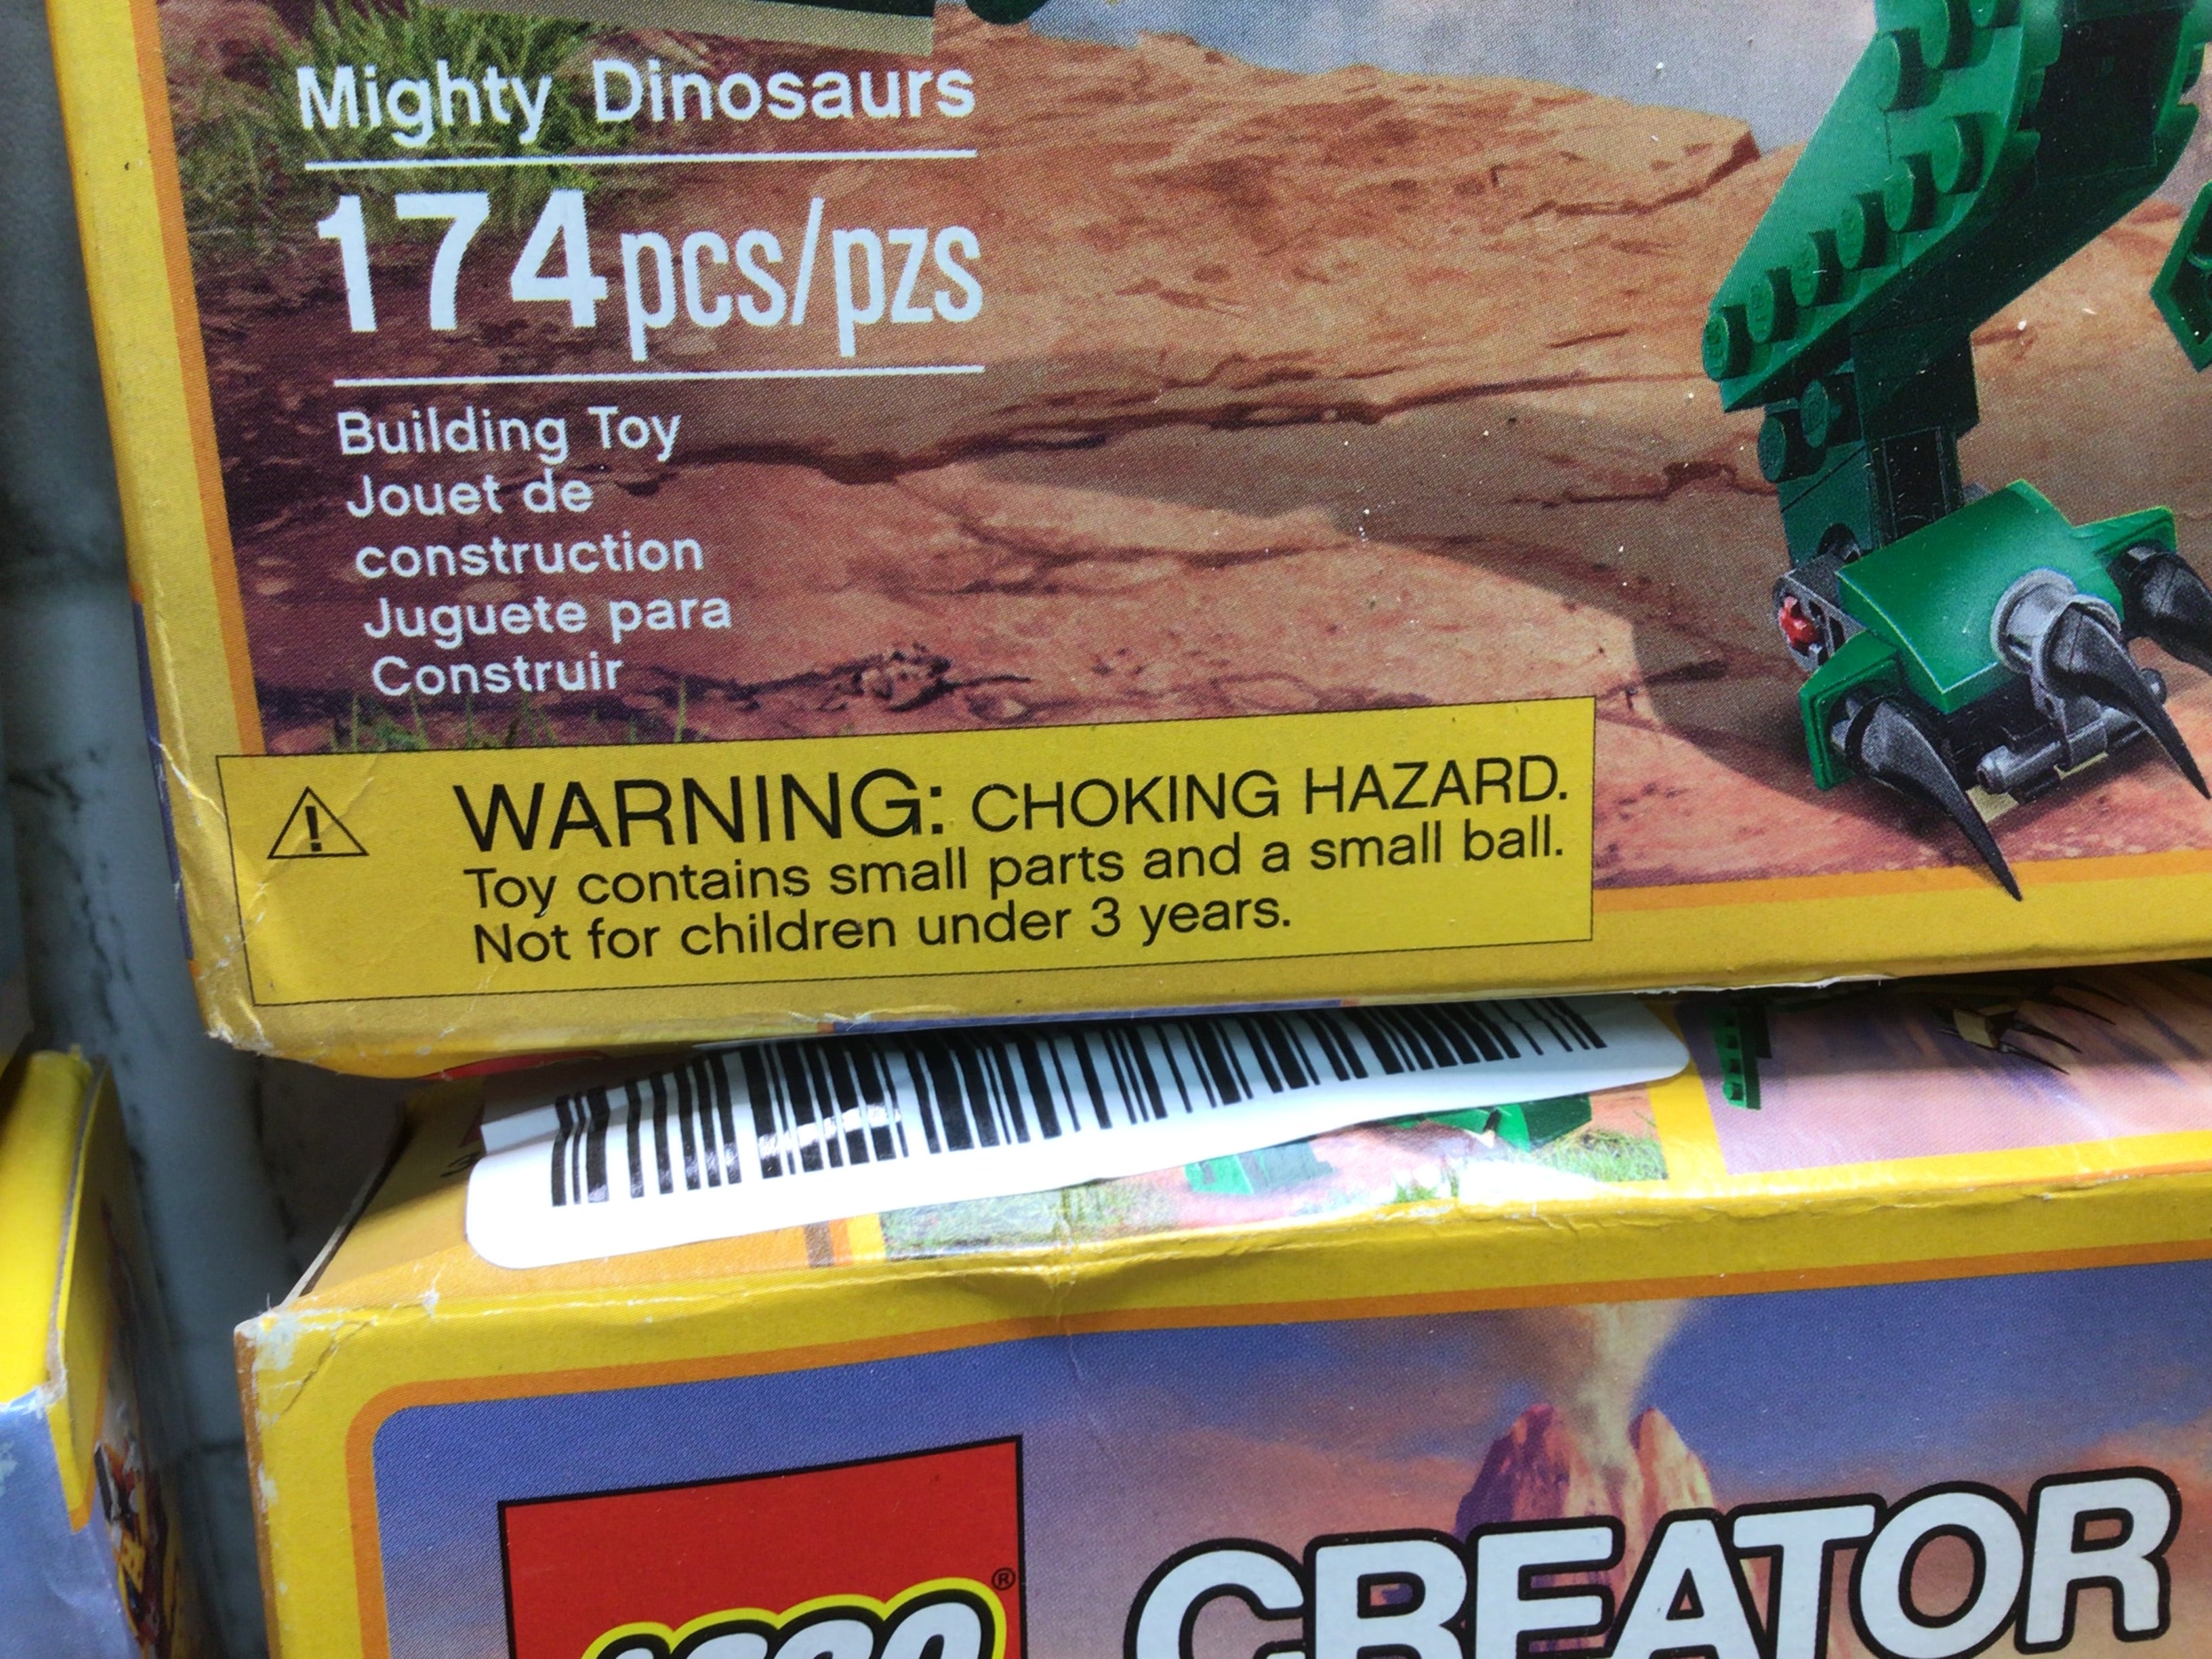 Mighty Dinosaurs
174pcs/pzs
Building Toy
Jouet de
construction
Juguete para
Construir
WARNING: CHOKING HAZARD.
Toy contains small parts and a small ball.
Not for children under 3 years.
LEGO ®
CREATOR